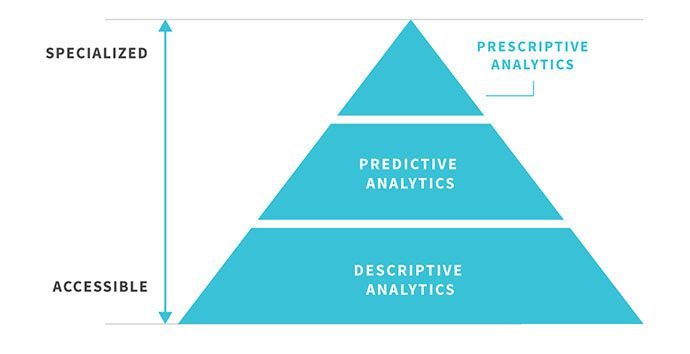 SPECIALIZED
PRESCRIPTIVE
ANALYTICS
PREDICTIVE
ANALYTICS
DESCRIPTIVE
ANALYTICS
ACCESSIBLE